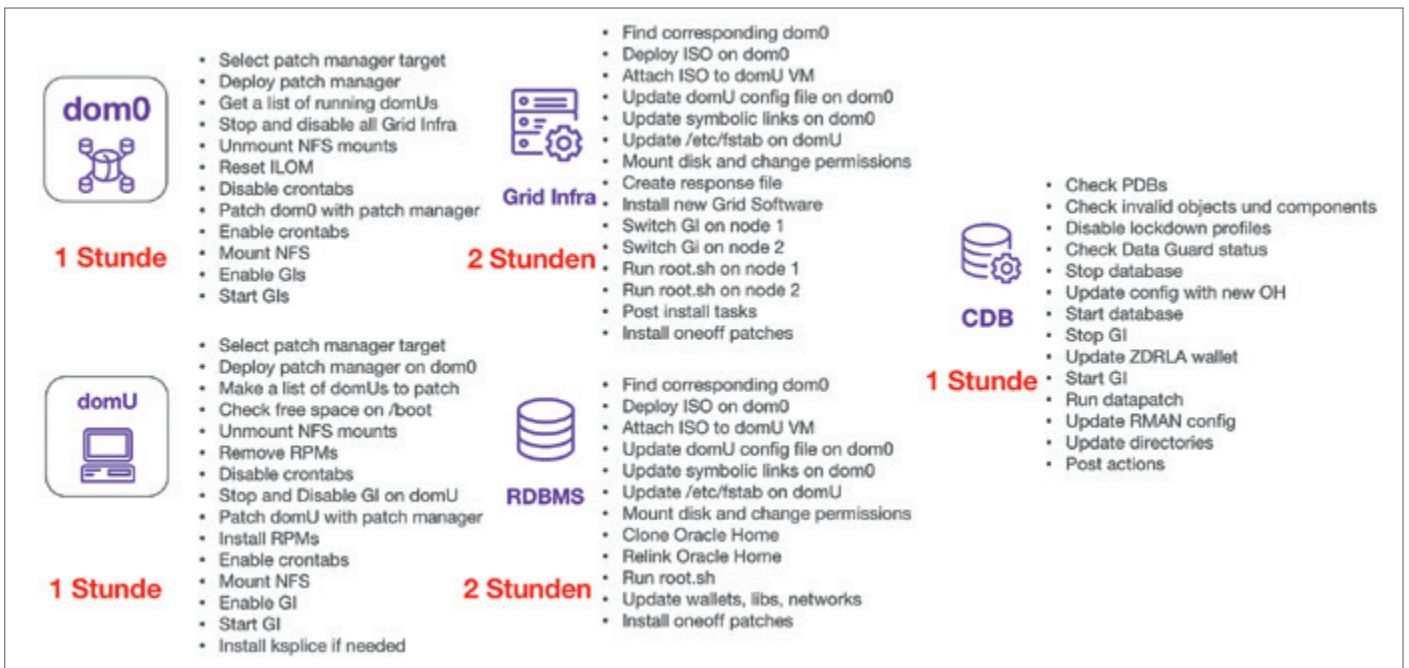 dom0
1 Stunde
• Select patch manager target
• Deploy patch manager
• Get a list of running domUs
• Stop and disable all Grid Infra
• Unmount NFS mounts
• Reset ILOM
• Disable crontabs
• Patch dom0 with patch manager
• Enable crontabs
• Mount NFS
• Enable GIs
• Start GIs
domU
1 Stunde
• Select patch manager target
• Deploy patch manager on dom0
• Make a list of domUs to patch
• Check free space on /boot
• Unmount NFS mounts
• Remove RPMs
• Disable crontabs
• Stop and Disable GI on domU
• Patch domU with patch manager
• Install RPMs
• Enable crontabs
• Mount NFS
• Enable GI
• Start GI
• Install ksplice if needed
Grid Infra
2 Stunden
• Find corresponding dom0
• Deploy ISO on dom0
• Attach ISO to domU VM
• Update domU config file on dom0
• Update symbolic links on dom0
• Update /etc/fstab on domU
• Mount disk and change permissions
• Create response file
• Install new Grid Software
• Switch GI on node 1
• Switch Gi on node 2
• Run root.sh on node 1
• Run root.sh on node 2
• Post install tasks
• Install oneoff patches
RDBMS
2 Stunden
• Find corresponding dom0
• Deploy ISO on dom0
• Attach ISO to domU VM
• Update domU config file on dom0
• Update symbolic links on dom0
• Update /etc/fstab on domU
• Mount disk and change permissions
• Clone Oracle Home
• Relink Oracle Home
• Run root.sh
• Update wallets, libs, networks
• Install oneoff patches
CDB
1 Stunde
• Check PDBs
• Check invalid objects und components
• Disable lockdown profiles
• Check Data Guard status
• Stop database
• Update config with new OH
• Start database
• Stop GI
• Update ZDRLA wallet
• Start GI
• Run datapatch
• Update RMAN config
• Update directories
• Post actions